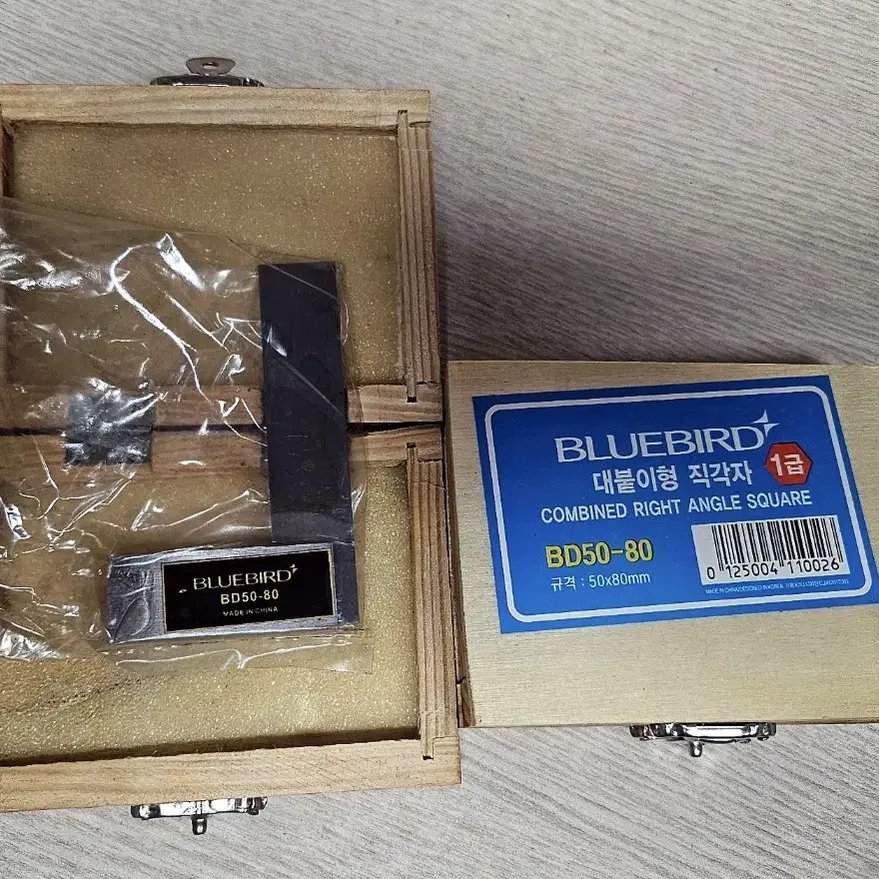 BLUEBIRD
BD50-80
MADE IN CHINA
BLUEBIRD
대붙이형 직각자
1급
COMBINED RIGHT ANGLE SQUARE
BD50-80
규격 : 50x80mm
0 125004 110026